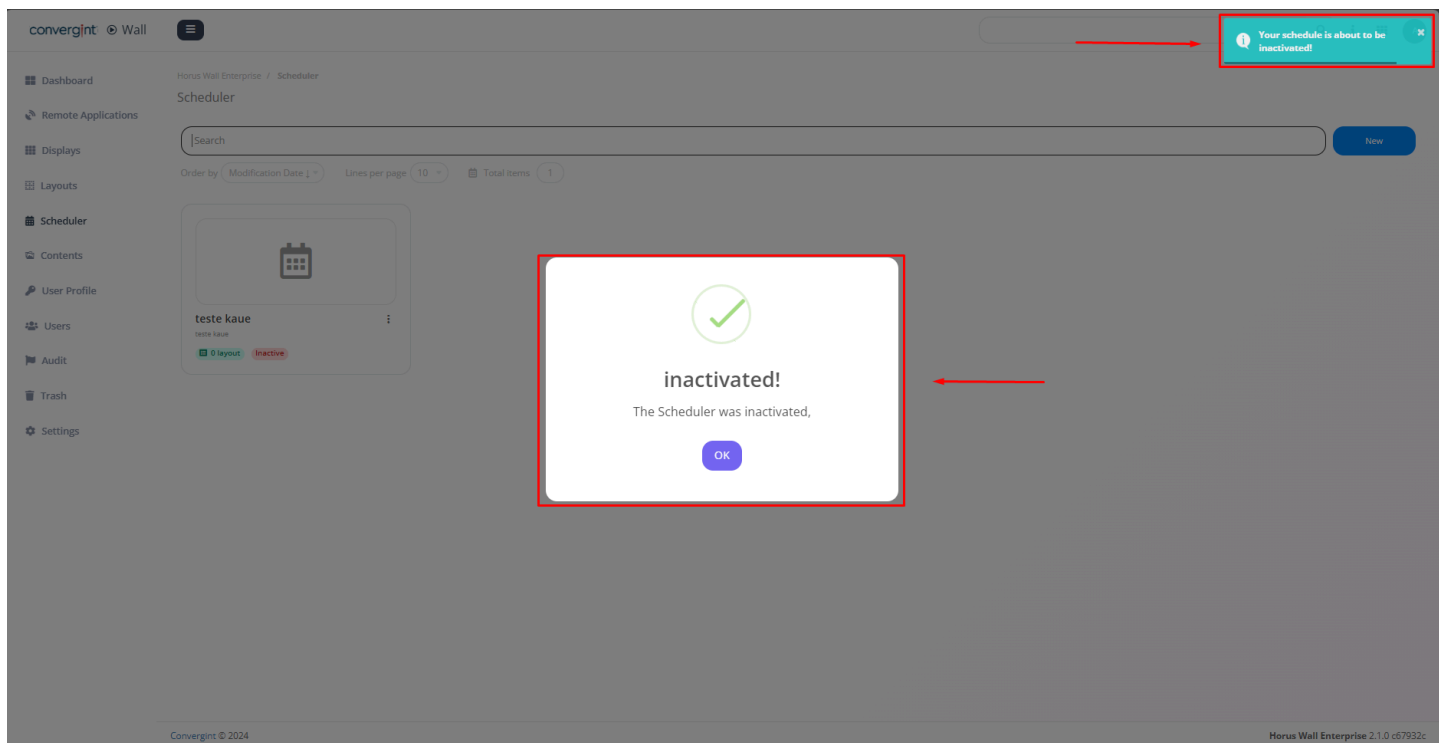 convergint Wall
Your schedule is about to be
inactivated!
Dashboard
Remote Applications
Displays
Layouts
Scheduler
Contents
User Profile
Users
Audit
Trash
Settings
Horus Wall Enterprise / Scheduler
Scheduler
Search
New
Order by Modification Date ↓ Lines per page 10 Total items 1
teste kaue
teste kaue
0 layout Inactive
inactivated!
The Scheduler was inactivated,
OK
Convergint © 2024
Horus Wall Enterprise 2.1.0 c67932c